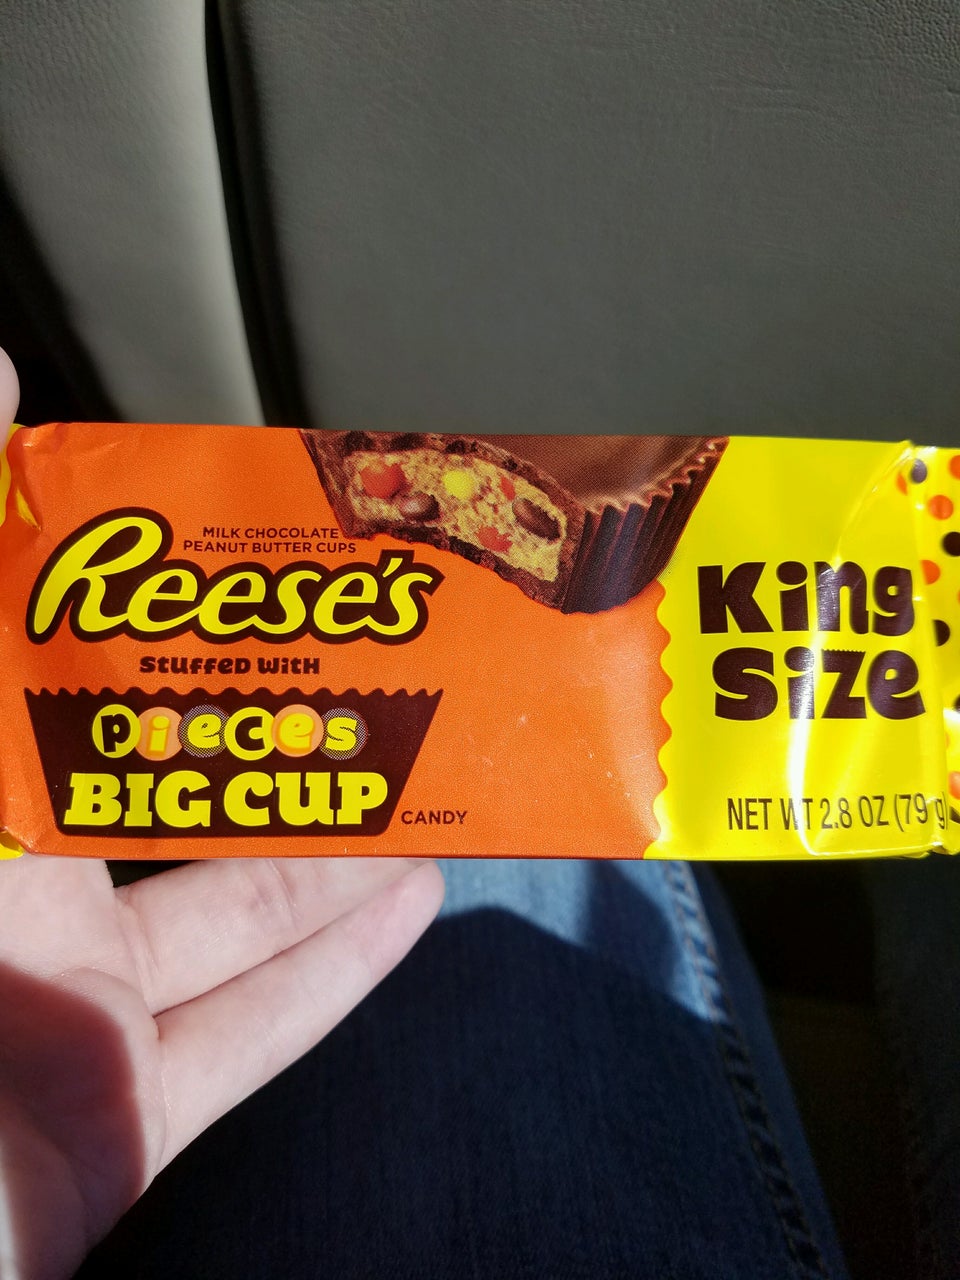 MILK CHOCOLATE
PEANUT BUTTER CUPS
Reese's
STUFFED WITH
pieces
BIG CUP
CANDY
King
Size
NET WT 2.8 OZ (79 g)